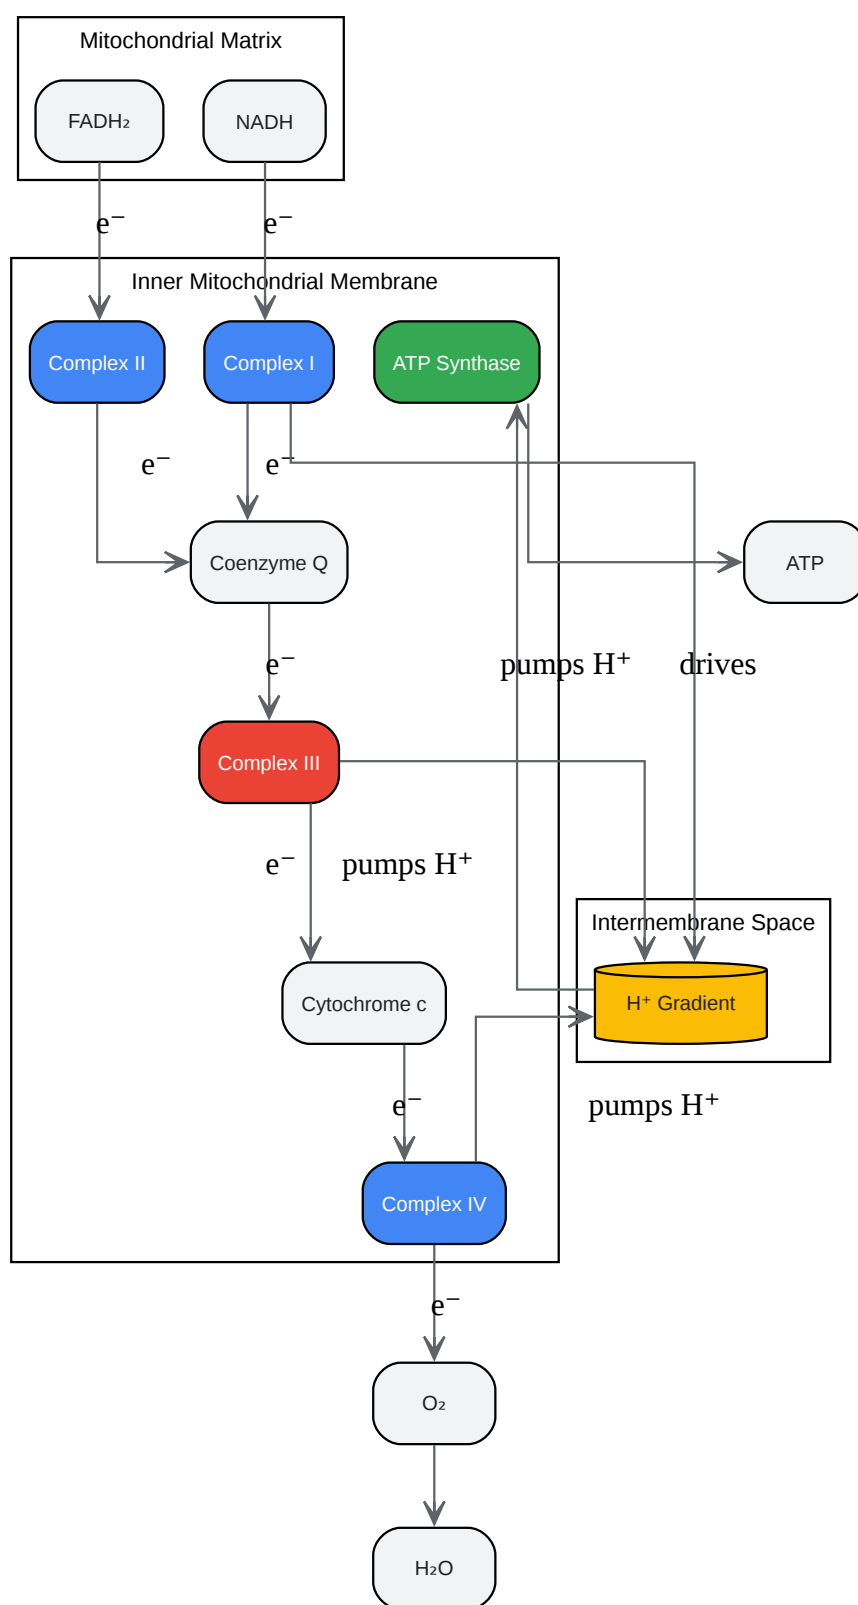 Mitochondrial Matrix
FADH₂
NADH
e⁻
e⁻
Inner Mitochondrial Membrane
Complex II
Complex I
ATP Synthase
e⁻
e⁻
Coenzyme Q
ATP
e⁻
pumps H⁺
drives
Complex III
e⁻
pumps H⁺
Intermembrane Space
Cytochrome c
H⁺ Gradient
e⁻
pumps H⁺
Complex IV
e⁻
O₂
H₂O